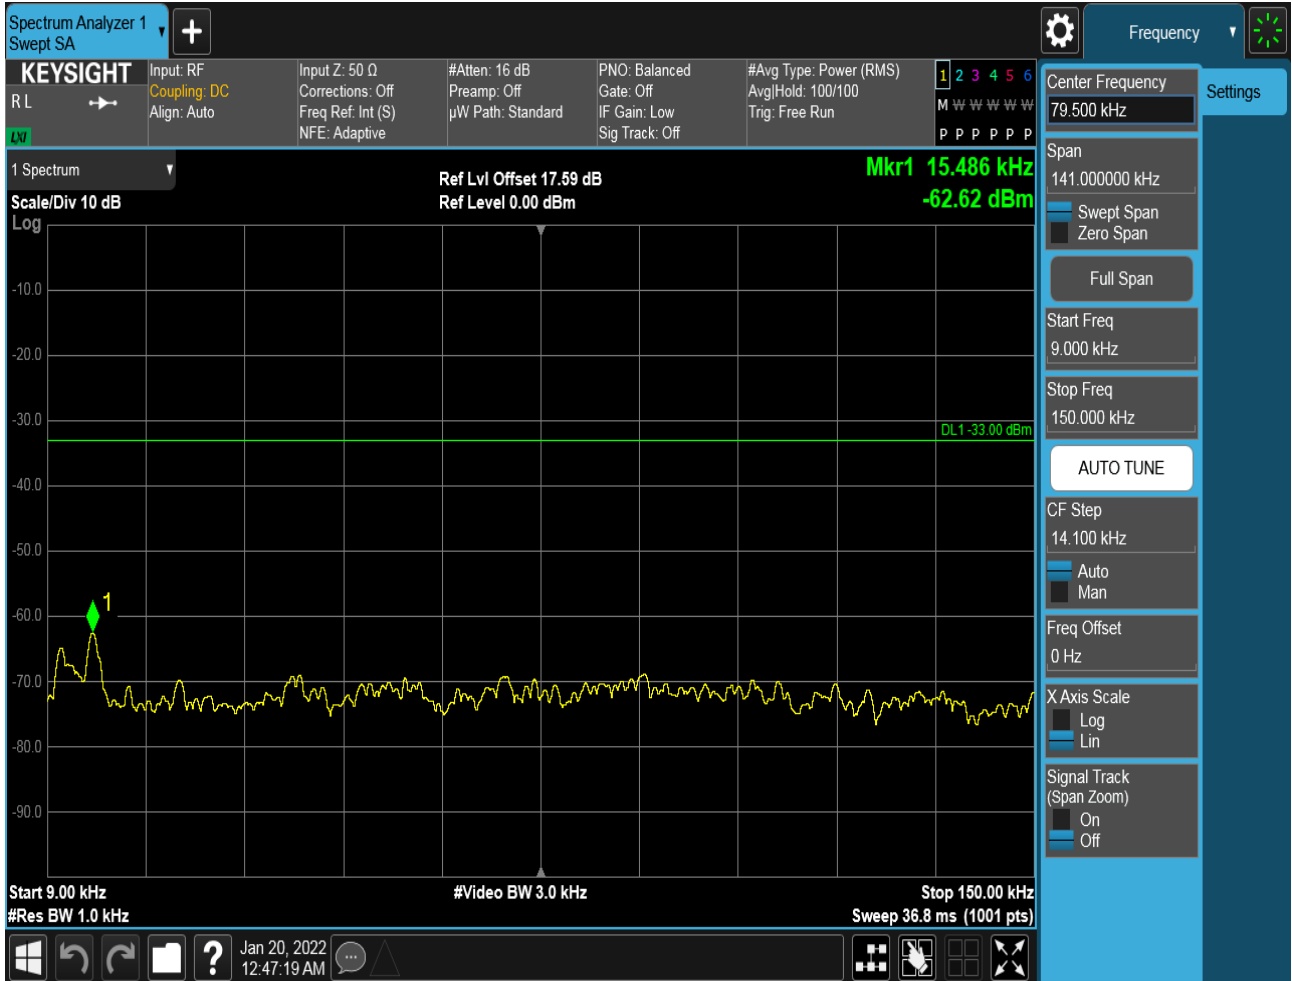 Spectrum Analyzer 1
Swept SA
+
Frequency
KEYSIGHT
R L
LXI
Input: RF
Coupling: DC
Align: Auto
Input Z: 50 Ω
Corrections: Off
Freq Ref: Int (S)
NFE: Adaptive
#Atten: 16 dB
Preamp: Off
µW Path: Standard
PNO: Balanced
Gate: Off
IF Gain: Low
Sig Track: Off
#Avg Type: Power (RMS)
Avg|Hold: 100/100
Trig: Free Run
1 2 3 4 5 6
M W W W W W
P P P P P P
1 Spectrum
Scale/Div 10 dB
Log
Ref Lvl Offset 17.59 dB
Ref Level 0.00 dBm
Mkr1 15.486 kHz
-62.62 dBm
-10.0
-20.0
-30.0
DL1 -33.00 dBm
-40.0
-50.0
1
-60.0
-70.0
-80.0
-90.0
Start 9.00 kHz
#Video BW 3.0 kHz
Stop 150.00 kHz
#Res BW 1.0 kHz
Sweep 36.8 ms (1001 pts)
?
Jan 20, 2022
12:47:19 AM
Center Frequency
79.500 kHz
Settings
Span
141.000000 kHz
Swept Span
Zero Span
Full Span
Start Freq
9.000 kHz
Stop Freq
150.000 kHz
AUTO TUNE
CF Step
14.100 kHz
Auto
Man
Freq Offset
0 Hz
X Axis Scale
Log
Lin
Signal Track
(Span Zoom)
On
Off